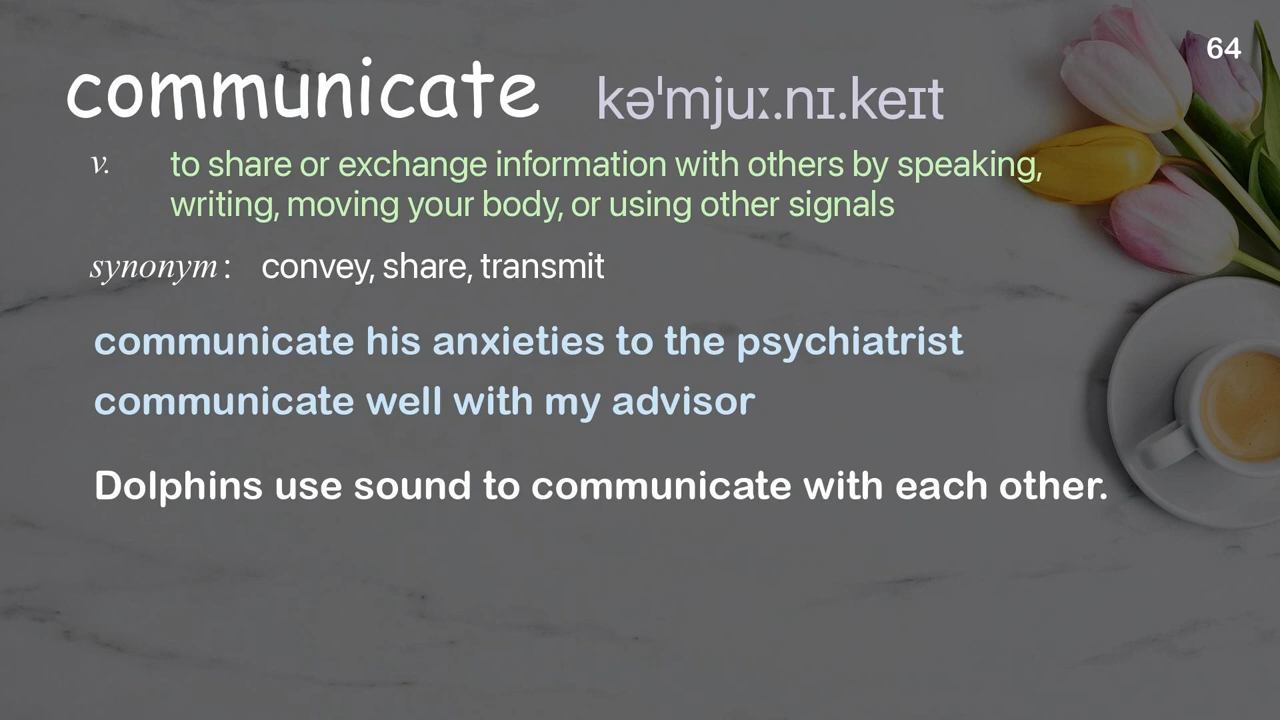 64
communicate kəˈmjuː.nɪ.keɪt
v. to share or exchange information with others by speaking,
writing, moving your body, or using other signals
synonym : convey, share, transmit
communicate his anxieties to the psychiatrist
communicate well with my advisor
Dolphins use sound to communicate with each other.